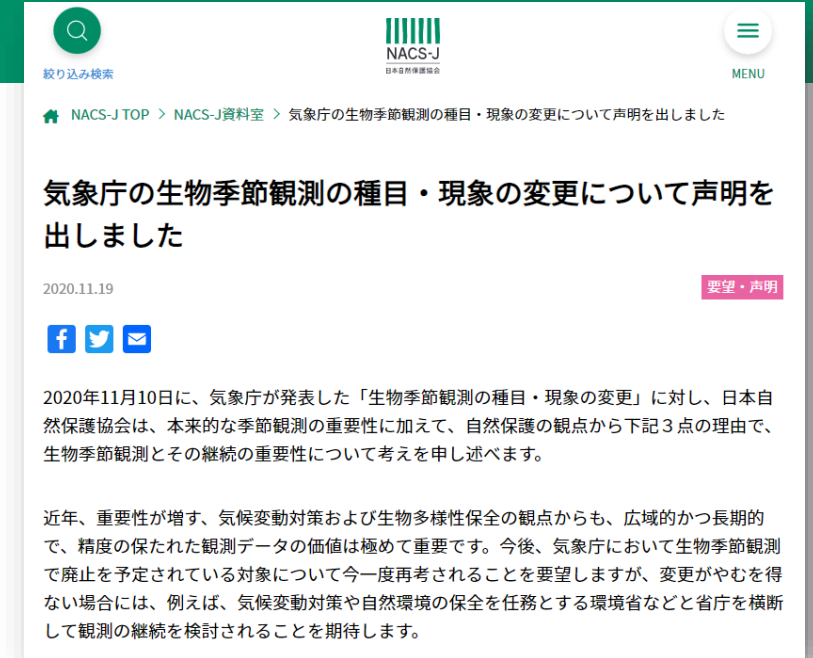 絞り込み検索
NACS-J
日本自然保護協会
MENU
NACS-J TOP > NACS-J資料室 > 気象庁の生物季節観測の種目・現象の変更について声明を出しました
気象庁の生物季節観測の種目・現象の変更について声明を
出しました
2020.11.19
要望・声明
2020年11月10日に、気象庁が発表した「生物季節観測の種目・現象の変更」に対し、日本自
然保護協会は、本来的な季節観測の重要性に加えて、自然保護の観点から下記３点の理由で、
生物季節観測とその継続の重要性について考えを申し述べます。
近年、重要性が増す、気候変動対策および生物多様性保全の観点からも、広域的かつ長期的
で、精度の保たれた観測データの価値は極めて重要です。今後、気象庁において生物季節観測
で廃止を予定されている対象について今一度再考されることを要望しますが、変更がやむを得
ない場合には、例えば、気候変動対策や自然環境の保全を任務とする環境省などと省庁を横断
して観測の継続を検討されることを期待します。